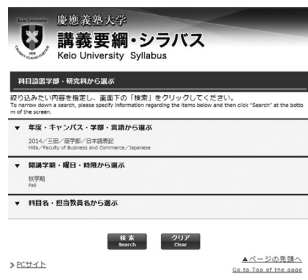 慶應義塾大学
講義要綱・シラバス
Keio University Syllabus
科目設置学部・研究科から選ぶ
絞り込みたい内容を指定し、画面下の「検索」をクリックしてください。
To narrow down a search, please specify information regarding the items below and then click "Search" at the botto
m of the screen.
▼ 年度・キャンパス・学部・言語から選ぶ
2014／三田／商学部／日本語表記
Mita／Faculty of Business and Commerce／Japanese
▼ 開講学期・曜日・時限から選ぶ
秋学期
Fall
▼ 科目名・担当教員名から選ぶ
検索 クリア
Search Clear
> PCサイト
▲ページの先頭へ
Go to Top of the page